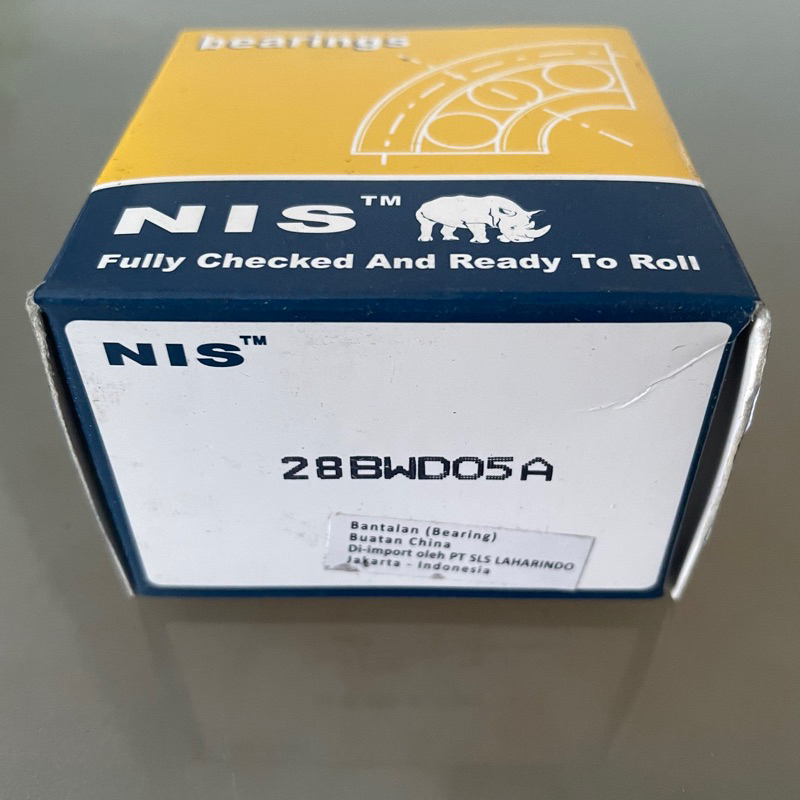 bearings
NIS™
Fully Checked And Ready To Roll
NIS™
28BWD05A
Bantalan (Bearing)
Buatan China
Di-import oleh PT SLS LAHARINDO
Jakarta - Indonesia